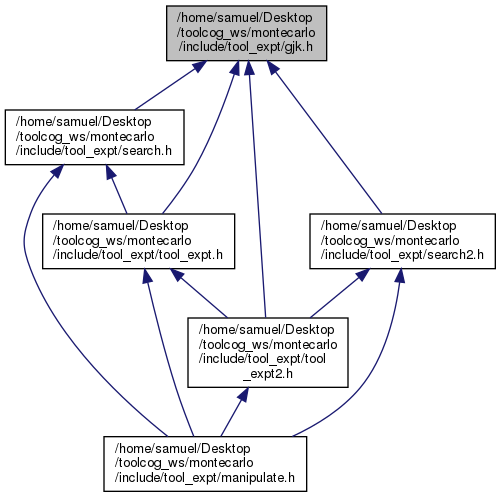 /home/samuel/Desktop
/toolcog_ws/montecarlo
/include/tool_expt/gjk.h
/home/samuel/Desktop
/toolcog_ws/montecarlo
/include/tool_expt/search.h
/home/samuel/Desktop
/toolcog_ws/montecarlo
/include/tool_expt/tool_expt.h
/home/samuel/Desktop
/toolcog_ws/montecarlo
/include/tool_expt/search2.h
/home/samuel/Desktop
/toolcog_ws/montecarlo
/include/tool_expt/tool
_expt2.h
/home/samuel/Desktop
/toolcog_ws/montecarlo
/include/tool_expt/manipulate.h